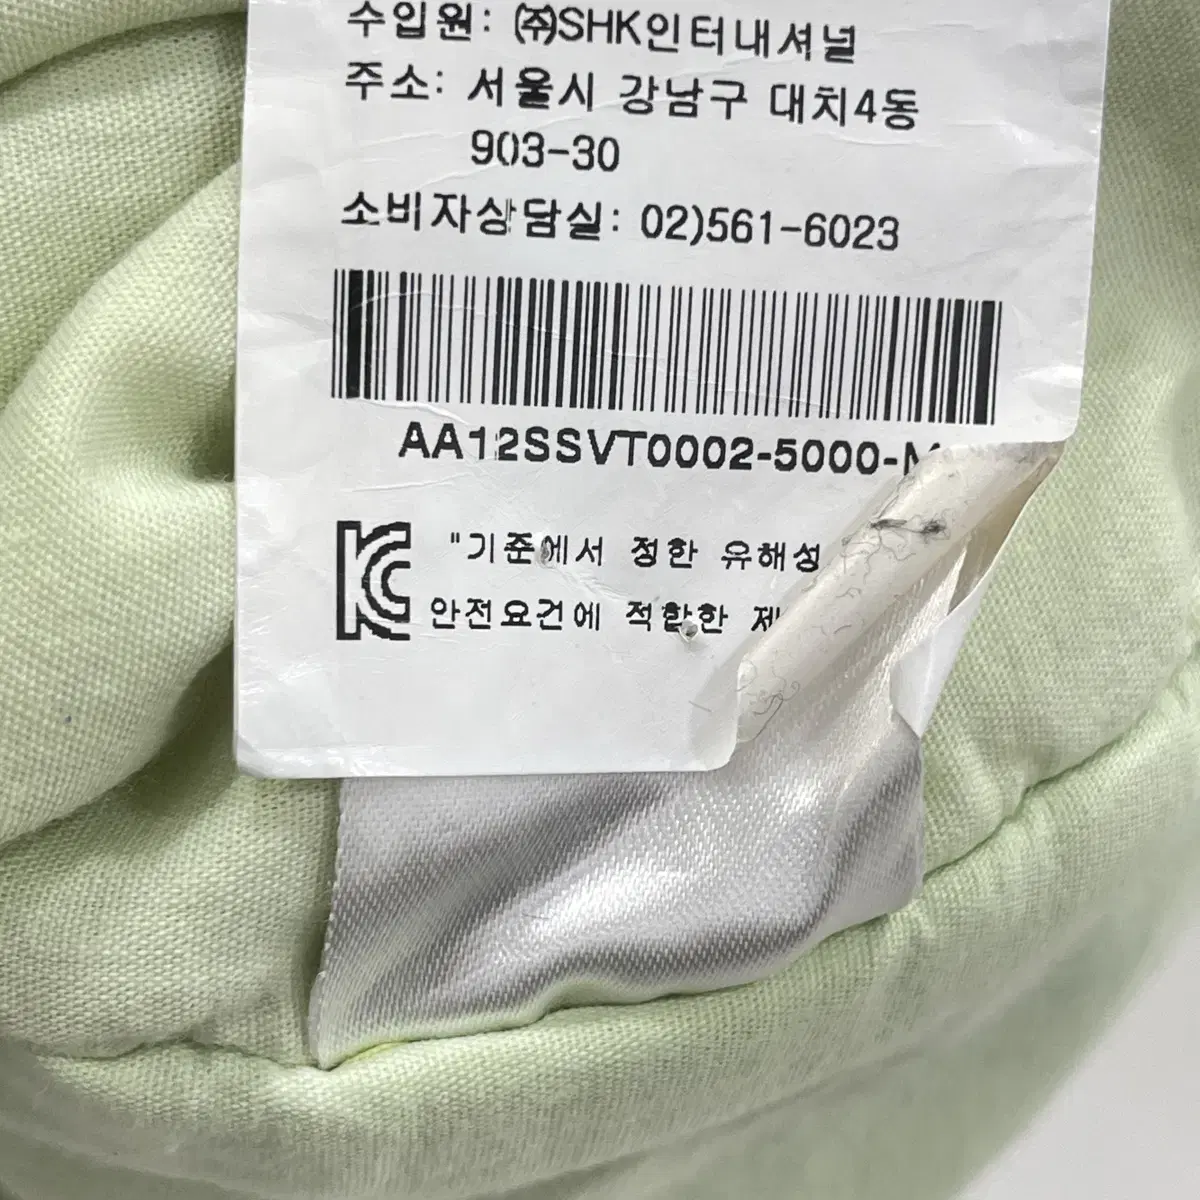 수입원: ㈜SHK인터내셔널
주소: 서울시 강남구 대치4동
903-30
소비자상담실: 02)561-6023
AA12SSVT0002-5000-M
KC
"기준에서 정한 유해성
안전요건에 적합한 제